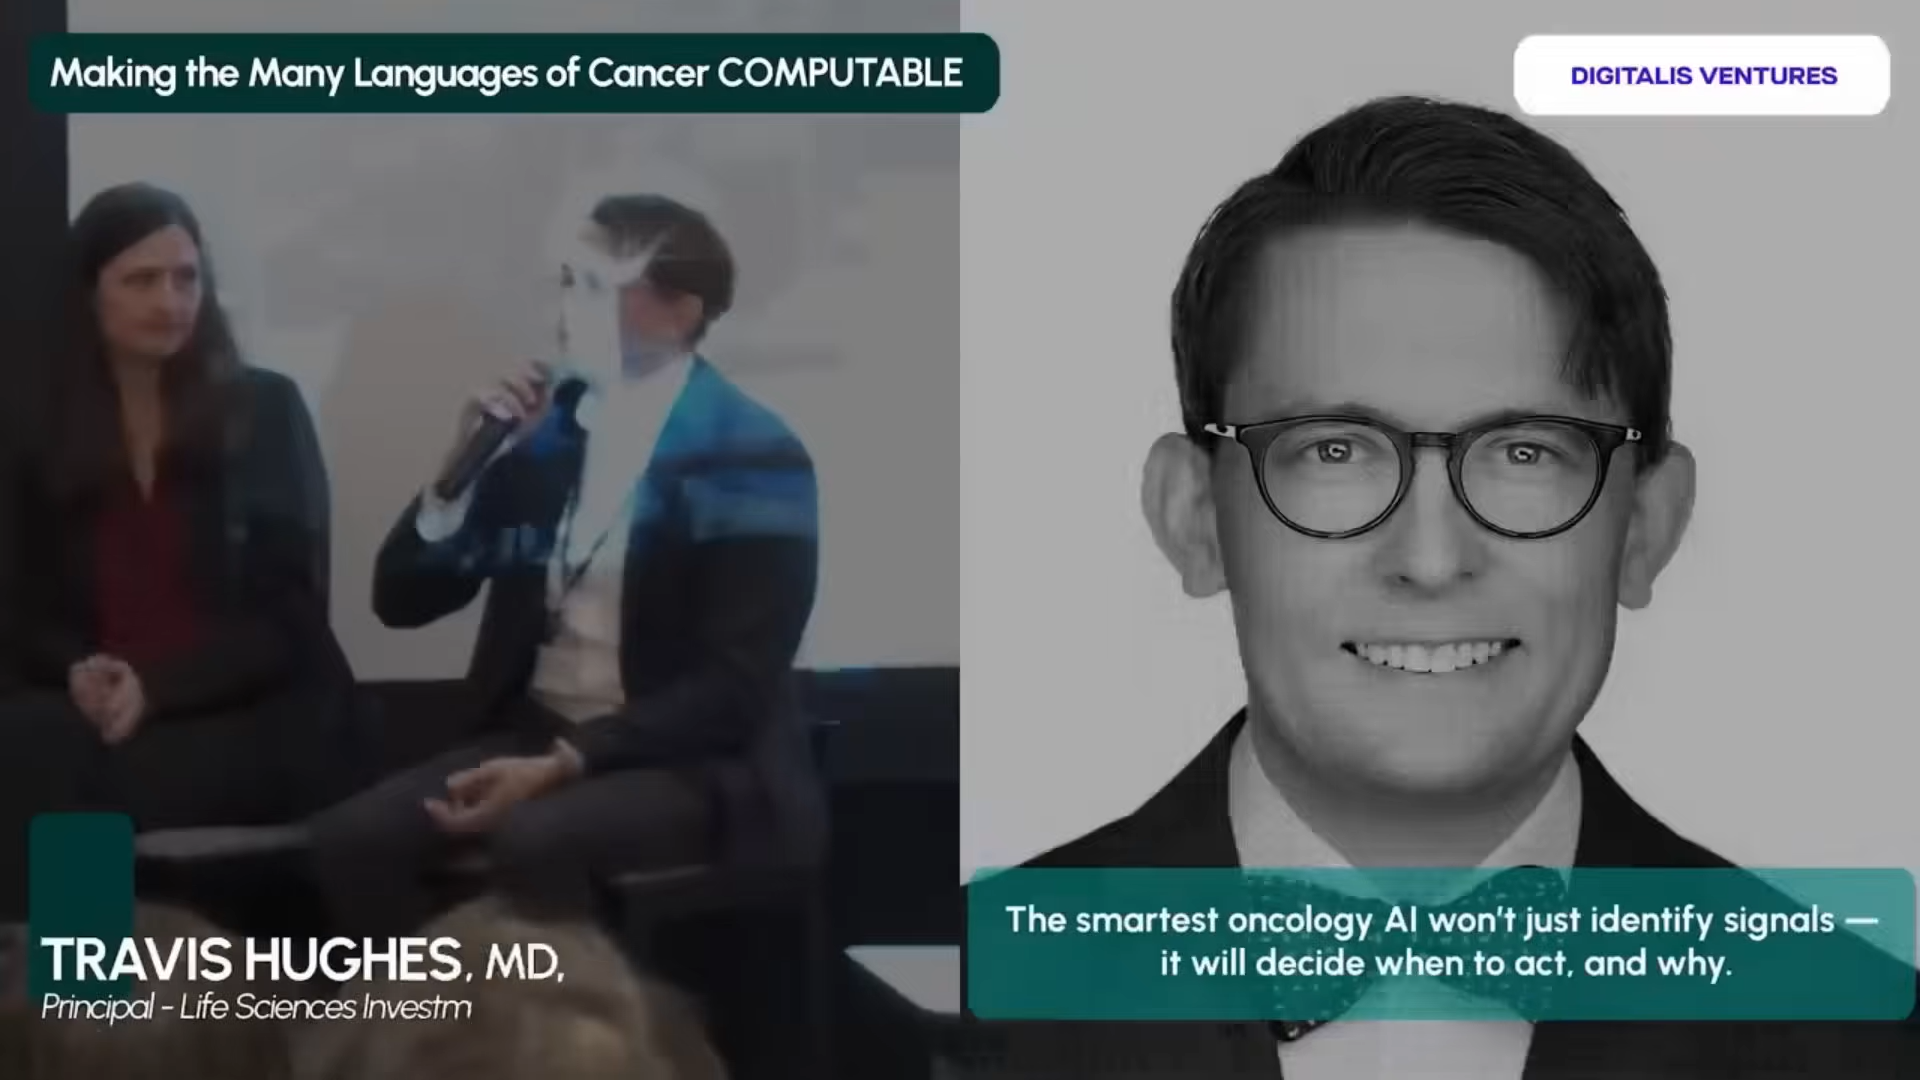 Making the Many Languages of Cancer COMPUTABLE
DIGITALIS VENTURES
TRAVIS HUGHES, MD,
Principal - Life Sciences Investm
The smartest oncology AI won't just identify signals —
it will decide when to act, and why.